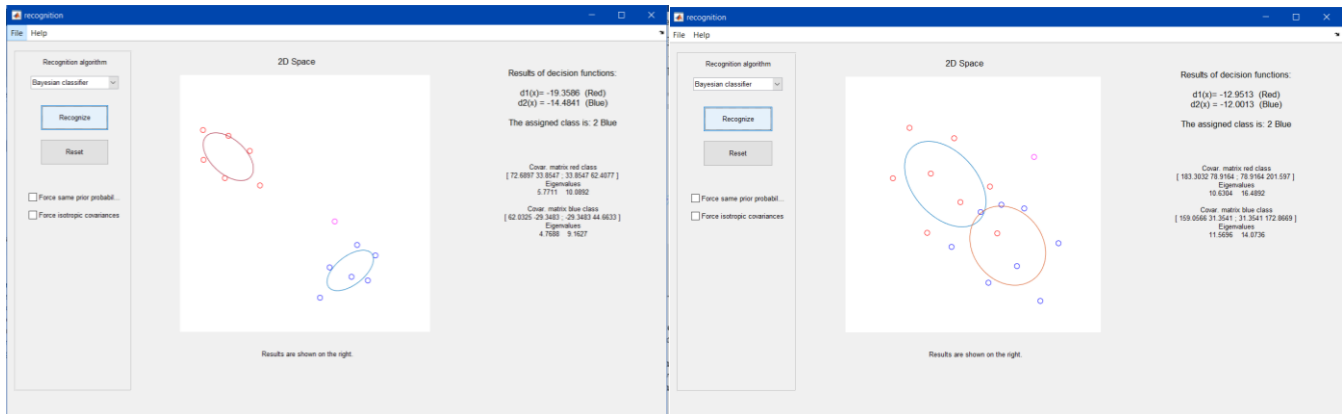 recognition
File Help
Recognition algorithm
Bayesian classifier
Recognize
Reset
Force same prior probabil...
Force isotropic covariances
2D Space
Results are shown on the right.
Results of decision functions:
d1(x)= -19.3586 (Red)
d2(x) = -14.4841 (Blue)
The assigned class is: 2 Blue
Covar. matrix red class
[ 72.6897 33.8547 ; 33.8547 62.4077 ]
Eigenvalues
5.7711 10.0892
Covar. matrix blue class
[ 62.0325 -29.3483 ; -29.3483 44.6633 ]
Eigenvalues
4.7688 9.1627
recognition
File Help
Recognition algorithm
Bayesian classifier
Recognize
Reset
Force same prior probabil...
Force isotropic covariances
2D Space
Results are shown on the right.
Results of decision functions:
d1(x)= -12.9513 (Red)
d2(x) = -12.0013 (Blue)
The assigned class is: 2 Blue
Covar. matrix red class
[ 183.3032 78.9164 ; 78.9164 201.597 ]
Eigenvalues
10.6364 16.4892
Covar. matrix blue class
[ 159.0566 31.3541 ; 31.3541 172.8669 ]
Eigenvalues
11.5696 14.0736